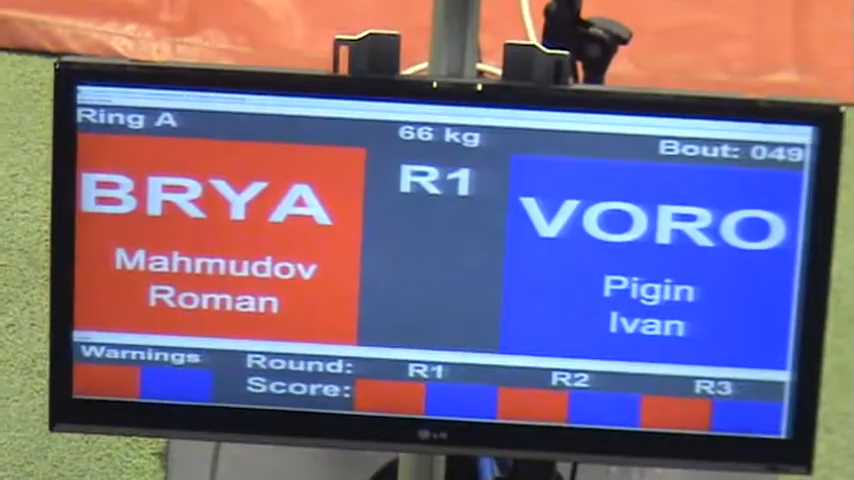 Ring A
66 kg
Bout: 049
BRYA
R1
VORO
Mahmudov
Roman
Pigin
Ivan
Warnings
Round: R1 R2 R3
Score:
LG